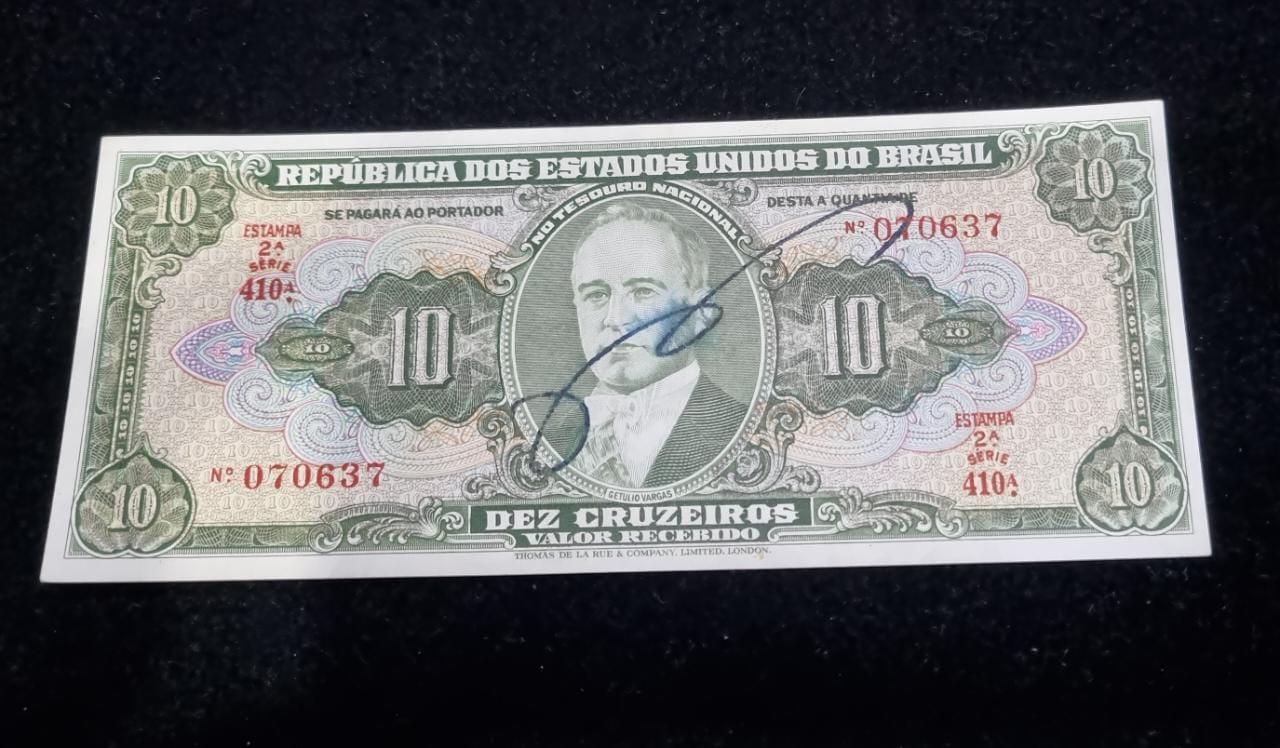 REPÚBLICA DOS ESTADOS UNIDOS DO BRASIL
10
10
SE PAGARÁ AO PORTADOR
NO TESOURO NACIONAL
DESTA A QUANTIA DE
ESTAMPA
2ª
SÉRIE
410ª
Nº 070637
10
10
10
10
Nº 070637
ESTAMPA
2ª
SÉRIE
410ª
10
10
GETULIO VARGAS
DEZ CRUZEIROS
VALOR RECEBIDO
THOMAS DE LA RUE & COMPANY, LIMITED, LONDON.